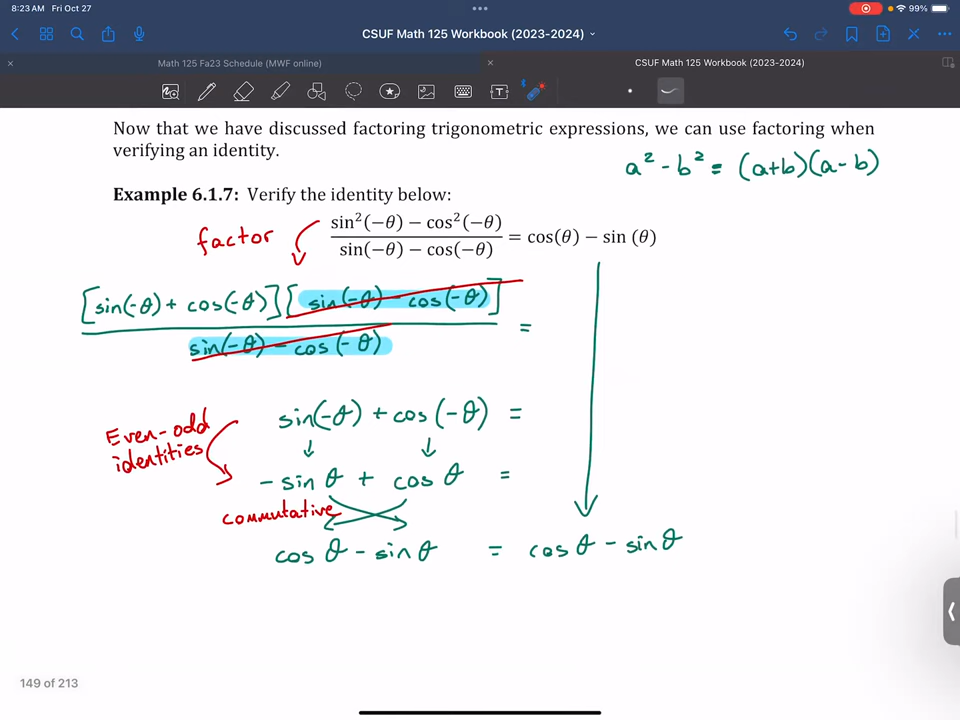 8:23 AM Fri Oct 27
99%
CSUF Math 125 Workbook (2023-2024)
Math 125 Fa23 Schedule (MWF online)
CSUF Math 125 Workbook (2023-2024)
Now that we have discussed factoring trigonometric expressions, we can use factoring when
verifying an identity.
a² - b² = (a+b)(a-b)
Example 6.1.7: Verify the identity below:
factor
sin²(−θ) − cos²(−θ)
sin(−θ) − cos(−θ)
= cos(θ) − sin (θ)
[sin(-θ) + cos(-θ)][sin(-θ) - cos(-θ)]
sin(-θ) - cos(-θ)
=
sin(-θ) + cos(-θ) =
Even-odd
identities
- sin θ + cos θ =
commutative
cos θ - sin θ = cos θ - sin θ
149 of 213